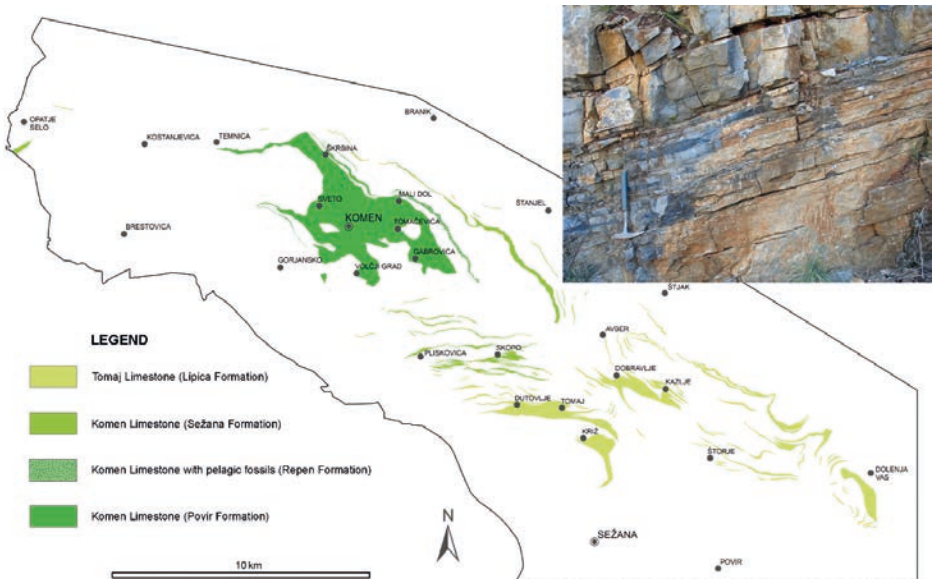 OPATJE
SELO
KOSTANJEVICA
TEMNICA
BRANIK
ŠKRBINA
MALI DOL
ŠTANJEL
SVETO
KOMEN
TOMAČEVICA
BRESTOVICA
GABROVICA
GORJANSKO
VOLČJI GRAD
ŠTJAK
AVBER
PLISKOVICA
SKOPO
DOBRAVLJE
KAZLJE
DUTOVLJE
TOMAJ
KRIŽ
ŠTORJE
DOLENJA
VAS
SEŽANA
POVIR
LEGEND
Tomaj Limestone (Lipica Formation)
Komen Limestone (Sežana Formation)
Komen Limestone with pelagic fossils (Repen Formation)
Komen Limestone (Povir Formation)
N
10 km